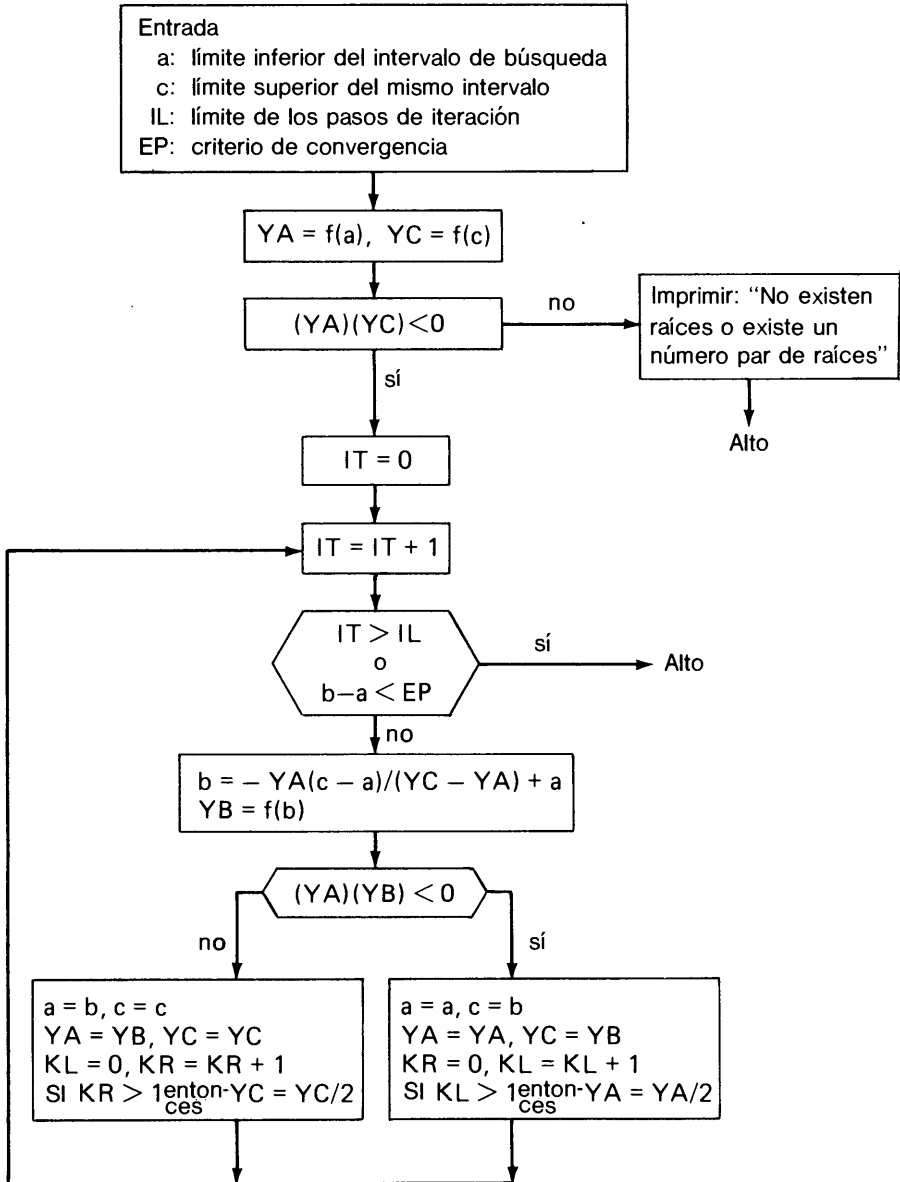 Entrada
a: límite inferior del intervalo de búsqueda
c: límite superior del mismo intervalo
IL: límite de los pasos de iteración
EP: criterio de convergencia
YA = f(a), YC = f(c)
(YA)(YC) <0
no
Imprimir: “No existen
raíces o existe un
número par de raíces”
Alto
sí
IT = 0
IT = IT + 1
IT > IL
o
b–a < EP
sí
Alto
no
b = – YA(c – a)/(YC – YA) + a
YB = f(b)
(YA)(YB) < 0
no
sí
a = b, c = c
YA = YB, YC = YC
KL = 0, KR = KR + 1
SI KR > 1 enton-ces YC = YC/2
a = a, c = b
YA = YA, YC = YB
KR = 0, KL = KL + 1
SI KL > 1 enton-ces YA = YA/2